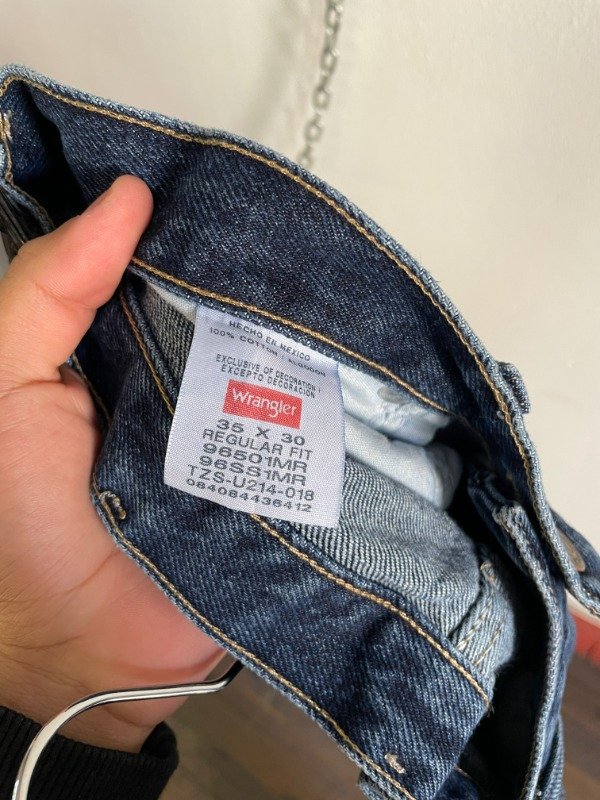 HECHO EN MEXICO
100% COTTON / ALGODON
EXCLUSIVE OF DECORATION /
EXCEPTO DECORACION
Wrangler
35 X 30
REGULAR FIT
96501MR
96SS1MR
TZS-U214-018
084084436412